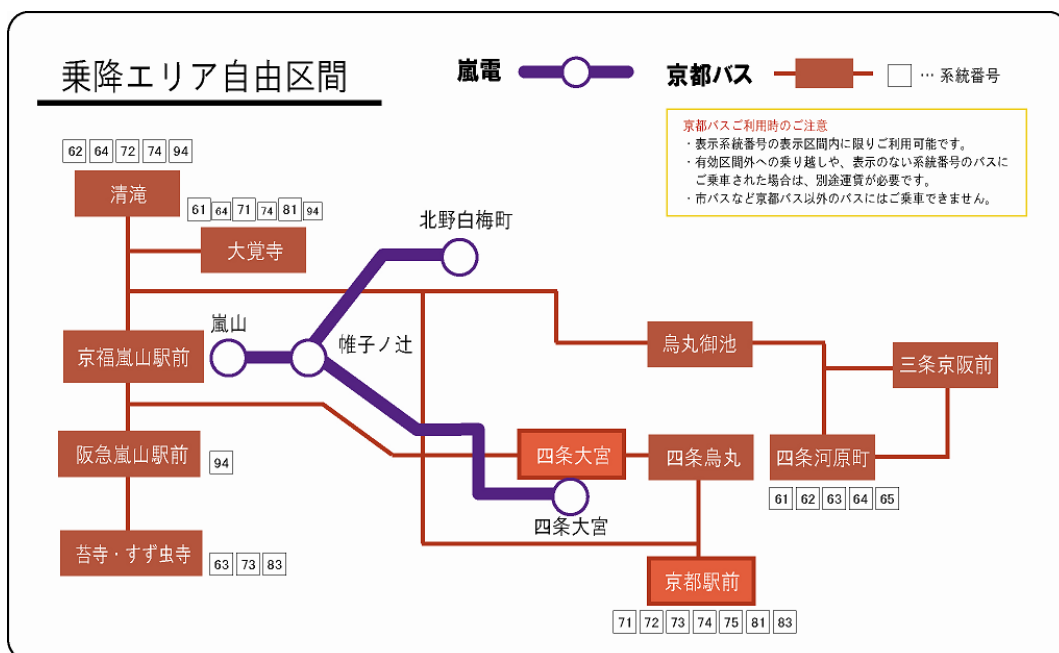 乗降エリア自由区間
嵐電
京都バス
… 系統番号
京都バスご利用時のご注意
・表示系統番号の表示区間内に限りご利用可能です。
・有効区間外への乗り越しや、表示のない系統番号のバスに
ご乗車された場合は、別途運賃が必要です。
・市バスなど京都バス以外のバスにはご乗車できません。
62 64 72 74 94
清滝
61 64 71 74 81 94
大覚寺
北野白梅町
嵐山
帷子ノ辻
京福嵐山駅前
烏丸御池
三条京阪前
阪急嵐山駅前
94
四条大宮
四条烏丸
四条河原町
61 62 63 64 65
四条大宮
苔寺・すず虫寺
63 73 83
京都駅前
71 72 73 74 75 81 83